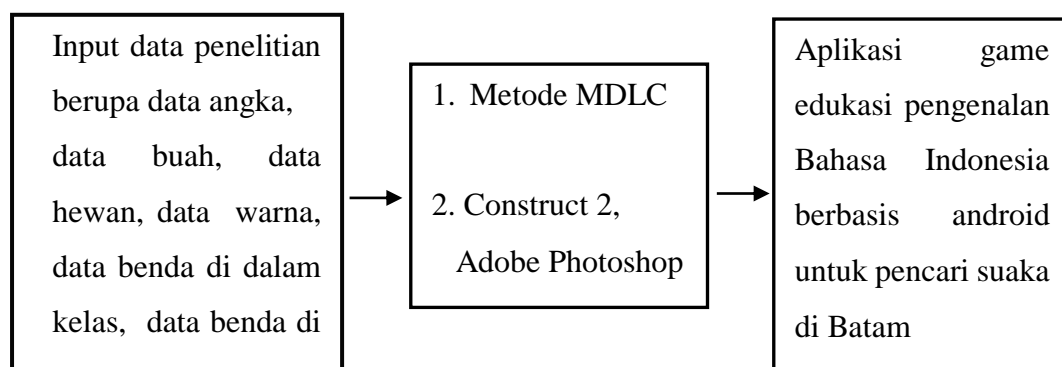 Input data penelitian
berupa data angka,
data buah, data
hewan, data warna,
data benda di dalam
kelas, data benda di
1. Metode MDLC
2. Construct 2,
Adobe Photoshop
Aplikasi game
edukasi pengenalan
Bahasa Indonesia
berbasis android
untuk pencari suaka
di Batam